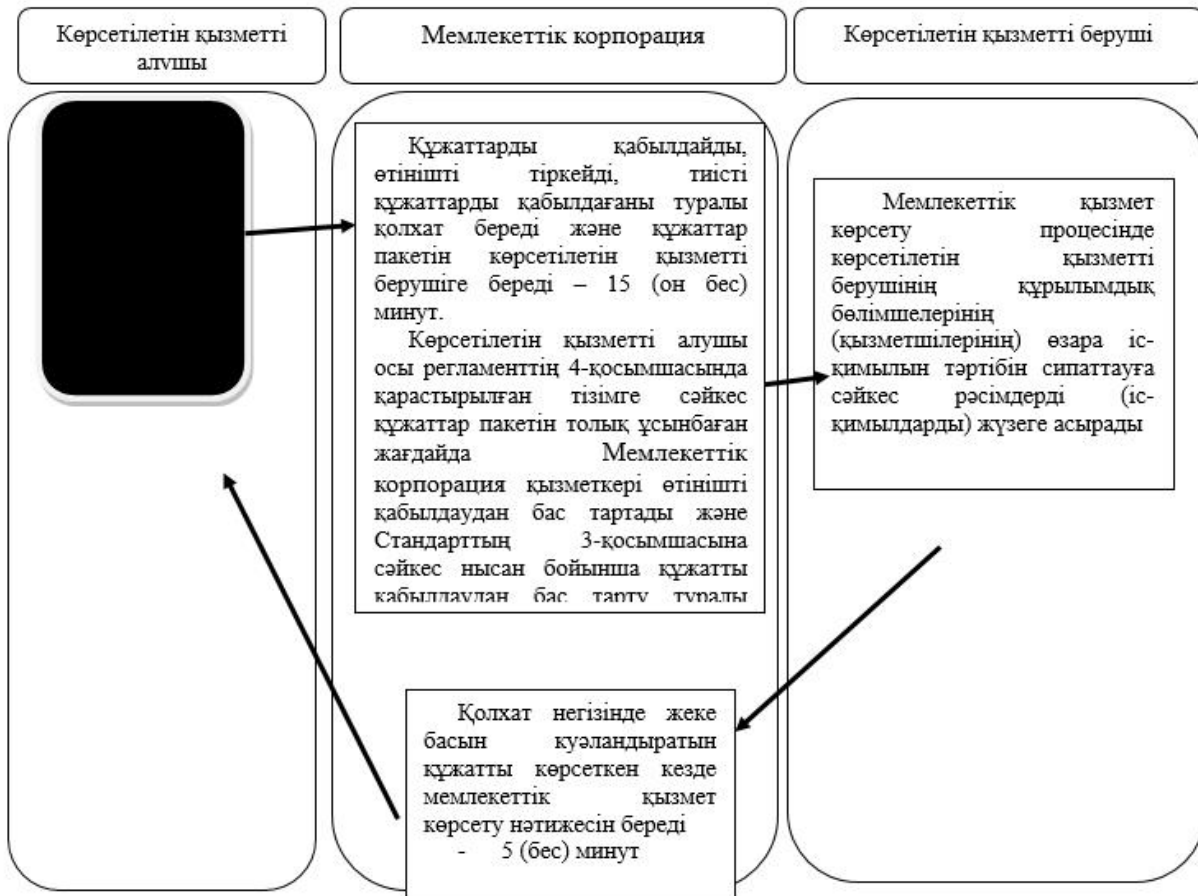 Көрсетілетін қызметті
алушы
Мемлекеттік корпорация
Көрсетілетін қызметті беруші
Құжаттарды қабылдайды,
өтінішті тіркейді, тиісті
құжаттарды қабылдағаны туралы
қолхат береді және құжаттар
пакетін көрсетілетін қызметті
берушіге береді – 15 (он бес)
минут.
Көрсетілетін қызметті алушы
осы регламенттің 4-қосымшасында
қарастырылған тізімге сәйкес
құжаттар пакетін толық ұсынбаған
жағдайда Мемлекеттік
корпорация қызметкері өтінішті
қабылдаудан бас тартады және
Стандарттың 3-қосымшасына
сәйкес нысан бойынша құжатты
қабылдаудан бас тарту туралы
Мемлекеттік қызмет
көрсету процесінде
көрсетілетін қызметті
берушінің құрылымдық
бөлімшелерінің
(қызметшілерінің) өзара іс-
қимылын тәртібін сипаттауға
сәйкес рәсімдерді (іс-
қимылдарды) жүзеге асырады
Қолхат негізінде жеке
басын куәландыратын
құжатты көрсеткен кезде
мемлекеттік қызмет
көрсету нәтижесін береді
- 5 (бес) минут